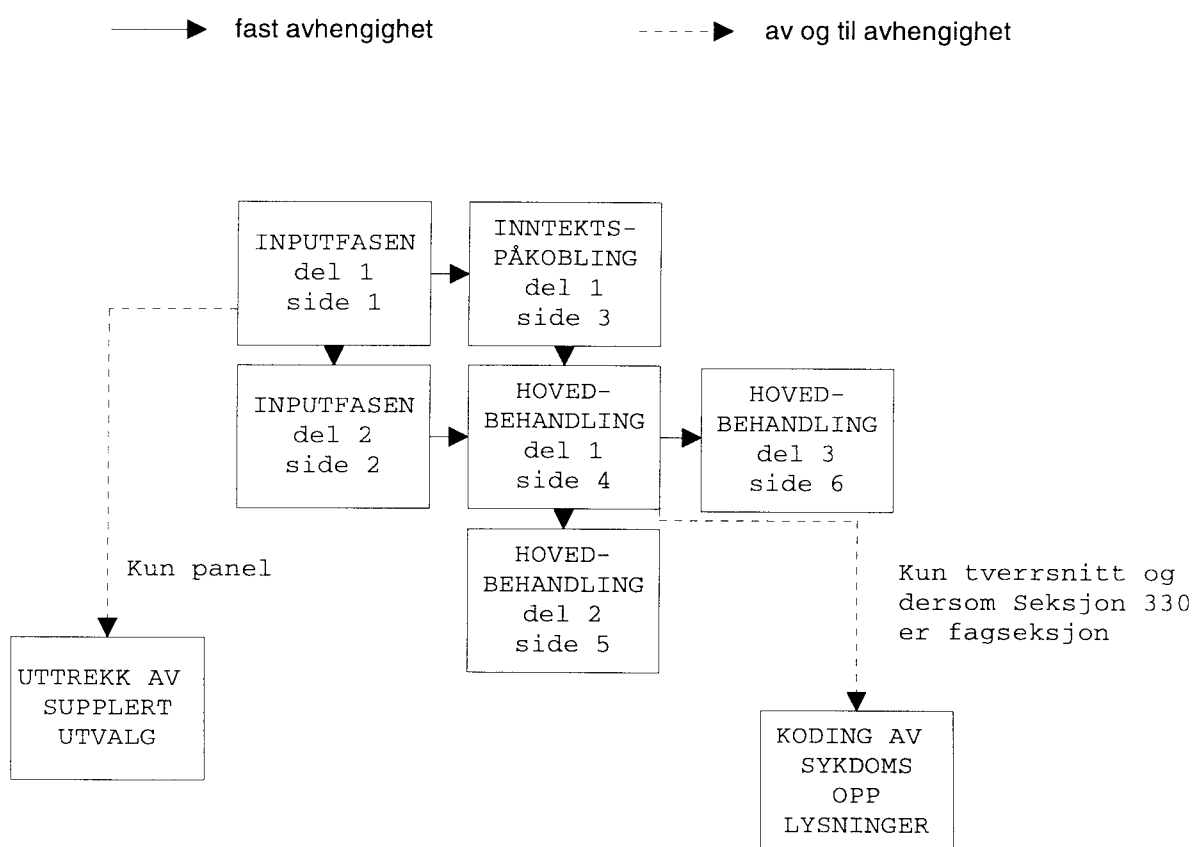 fast avhengighet
av og til avhengighet
INPUTFASEN
del 1
side 1
INNTEKTS-
PÅKOBLING
del 1
side 3
INPUTFASEN
del 2
side 2
HOVED-
BEHANDLING
del 1
side 4
HOVED-
BEHANDLING
del 3
side 6
HOVED-
BEHANDLING
del 2
side 5
Kun panel
Kun tverrsnitt og
dersom Seksjon 330
er fagseksjon
UTTREKK AV
SUPPLERT
UTVALG
KODING AV
SYKDOMS
OPP
LYSNINGER